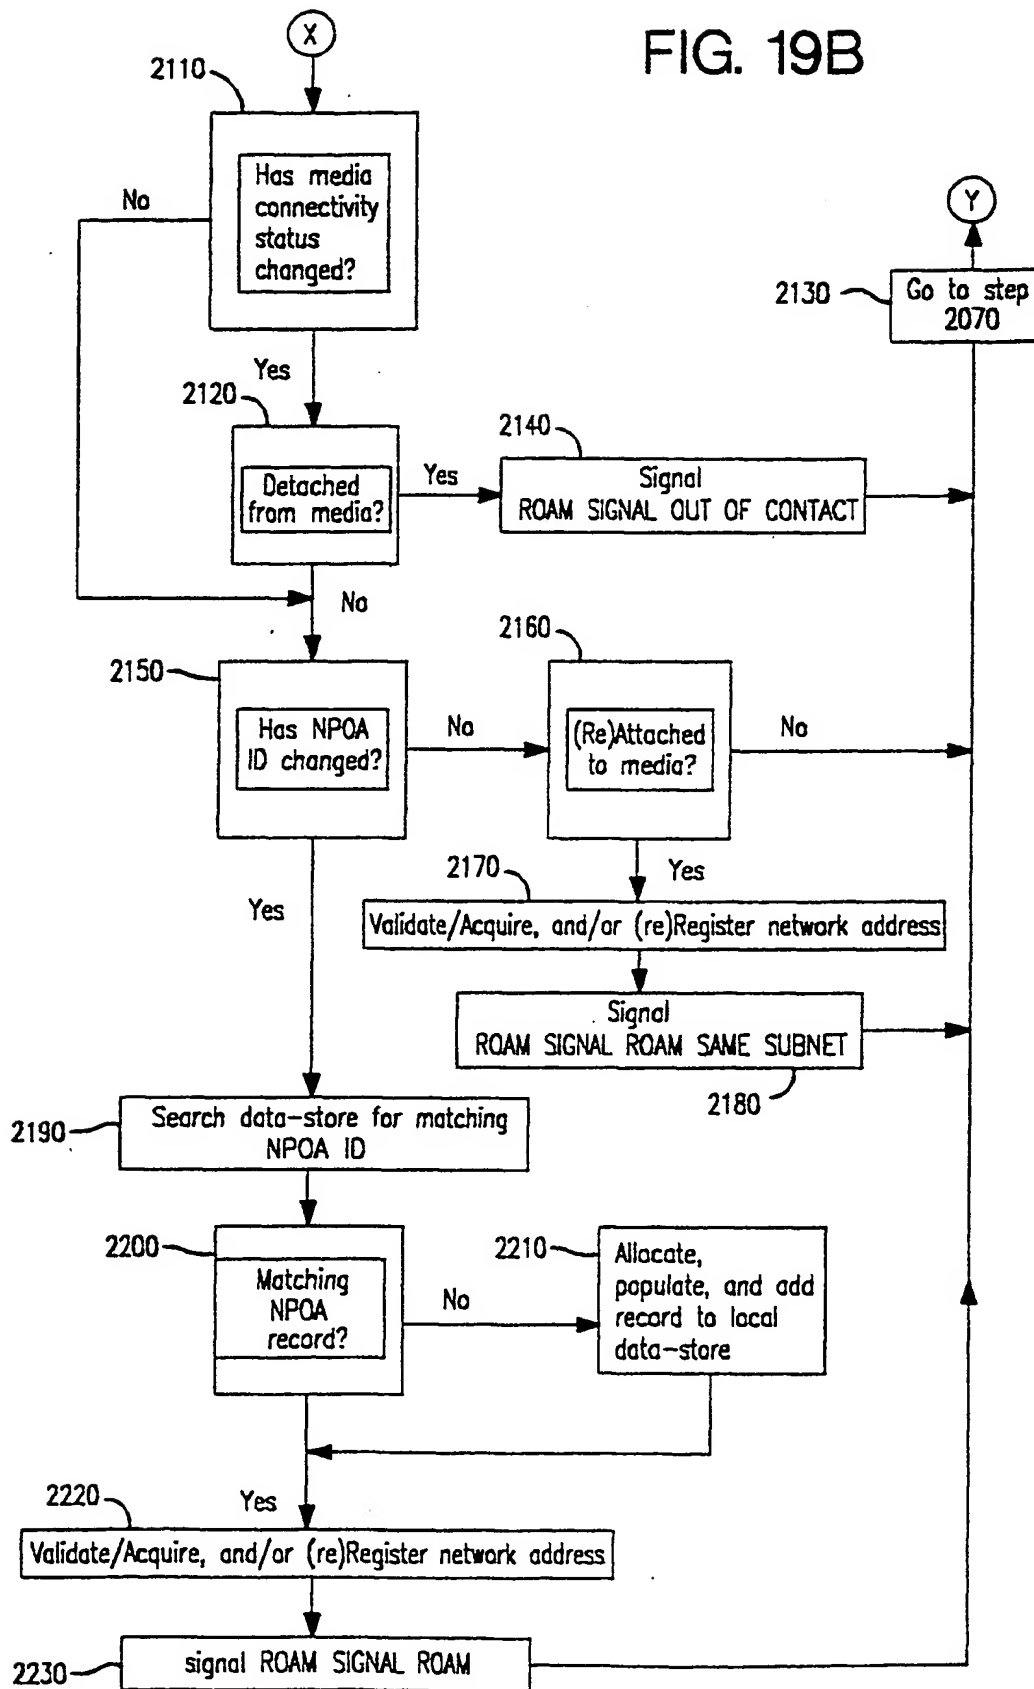 X
FIG. 19B
2110
Has media
connectivity
status
changed?
No
Y
2130
Go to step
2070
Yes
2120
Detached
from media?
Yes
2140
Signal
ROAM SIGNAL OUT OF CONTACT
No
2150
Has NPOA
ID changed?
No
2160
(Re)Attached
to media?
No
Yes
2170
Validate/Acquire, and/or (re)Register network address
Signal
ROAM SIGNAL ROAM SAME SUBNET
2180
Yes
2190
Search data-store for matching
NPOA ID
2200
Matching
NPOA
record?
No
2210
Allocate,
populate, and add
record to local
data-store
Yes
2220
Validate/Acquire, and/or (re)Register network address
2230
signal ROAM SIGNAL ROAM